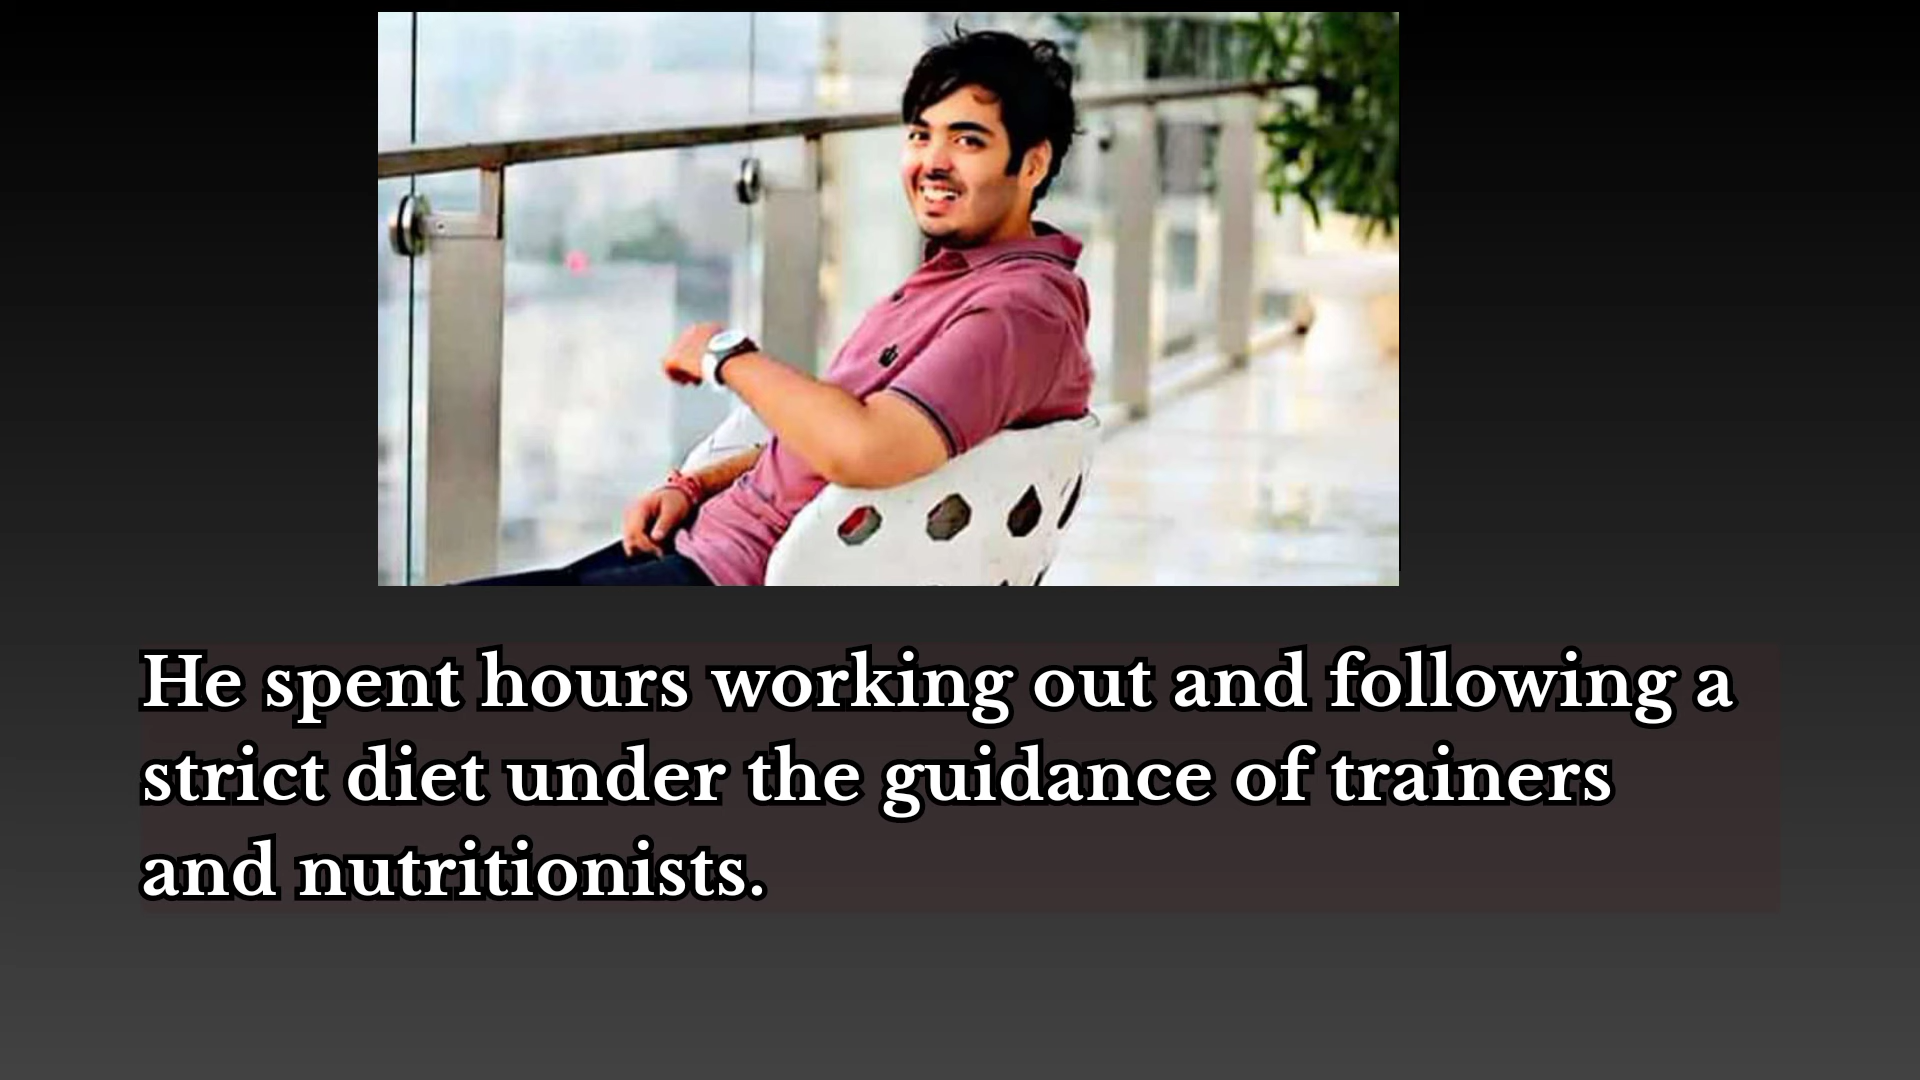 He spent hours working out and following a
strict diet under the guidance of trainers
and nutritionists.